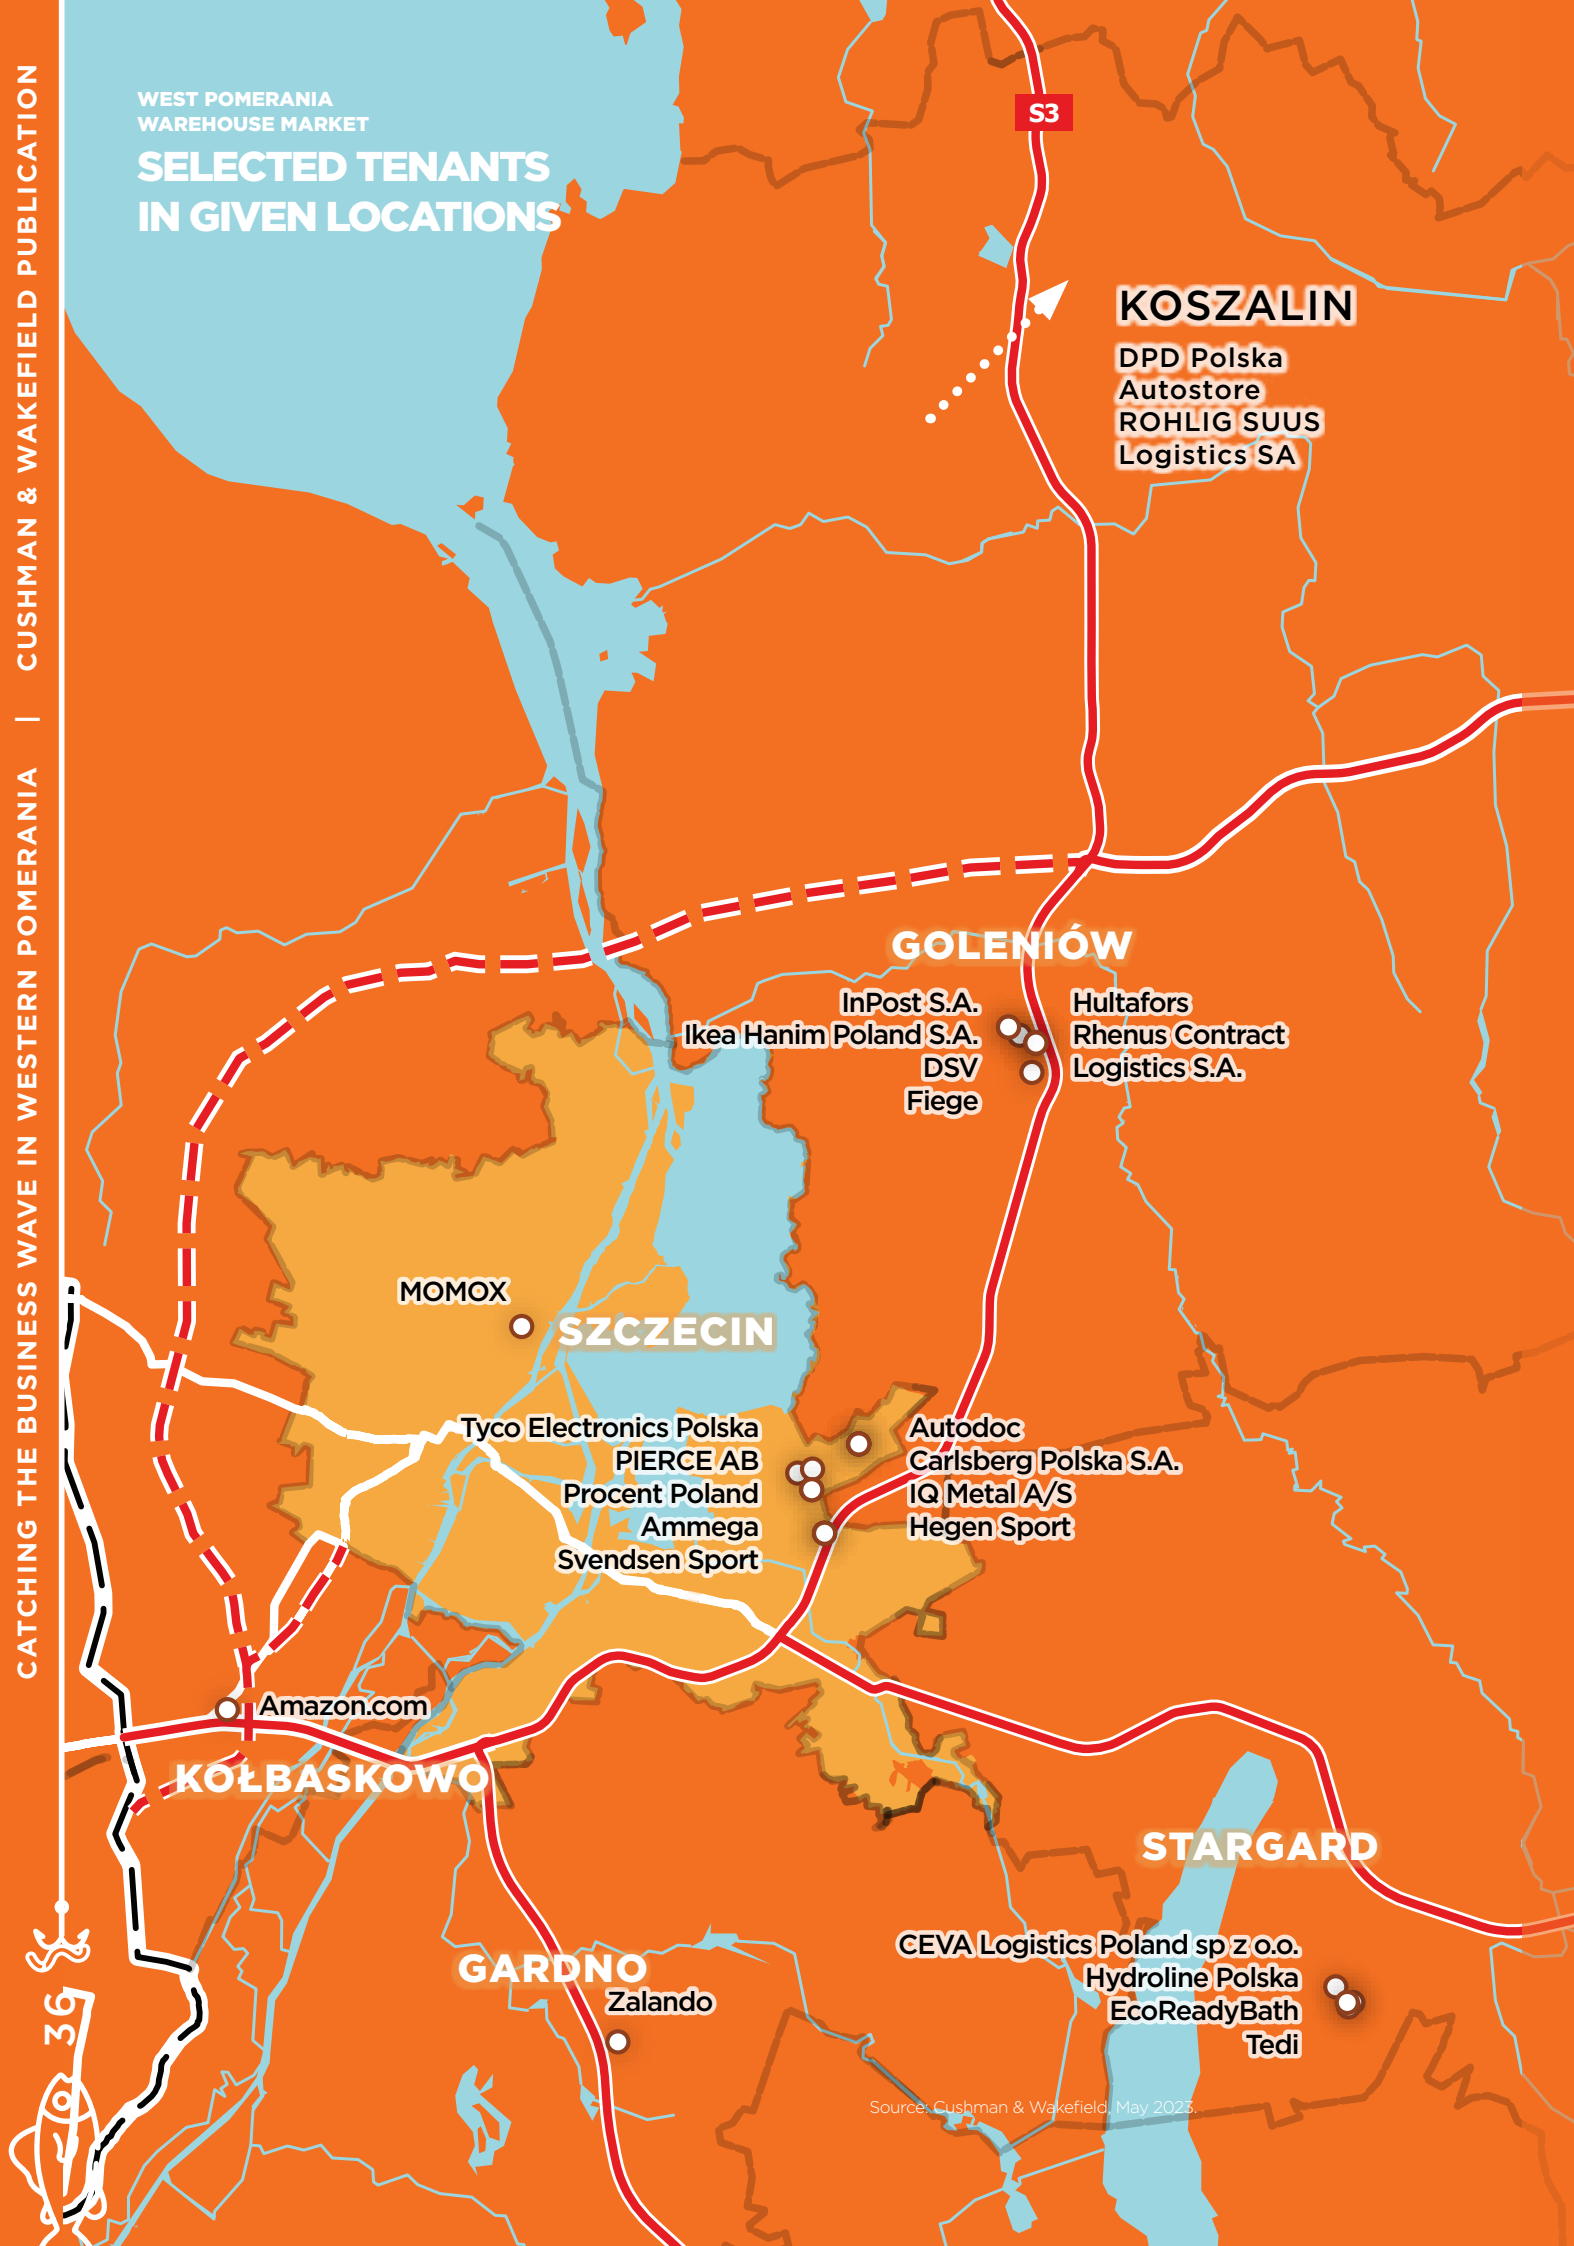 WEST POMERANIA
WAREHOUSE MARKET
SELECTED TENANTS
IN GIVEN LOCATIONS
CATCHING THE BUSINESS WAVE IN WESTERN POMERANIA | CUSHMAN & WAKEFIELD PUBLICATION
S3
KOSZALIN
DPD Polska
Autostore
ROHLIG SUUS
Logistics SA
GOLENIÓW
InPost S.A.
Ikea Hanim Poland S.A.
DSV
Fiege
Hultafors
Rhenus Contract
Logistics S.A.
MOMOX
SZCZECIN
Tyco Electronics Polska
PIERCE AB
Procent Poland
Ammega
Svendsen Sport
Autodoc
Carlsberg Polska S.A.
IQ Metal A/S
Hegen Sport
Amazon.com
KOŁBASKOWO
STARGARD
CEVA Logistics Poland sp z o.o.
Hydroline Polska
EcoReadyBath
Tedi
GARDNO
Zalando
Source: Cushman & Wakefield, May 2023.
36